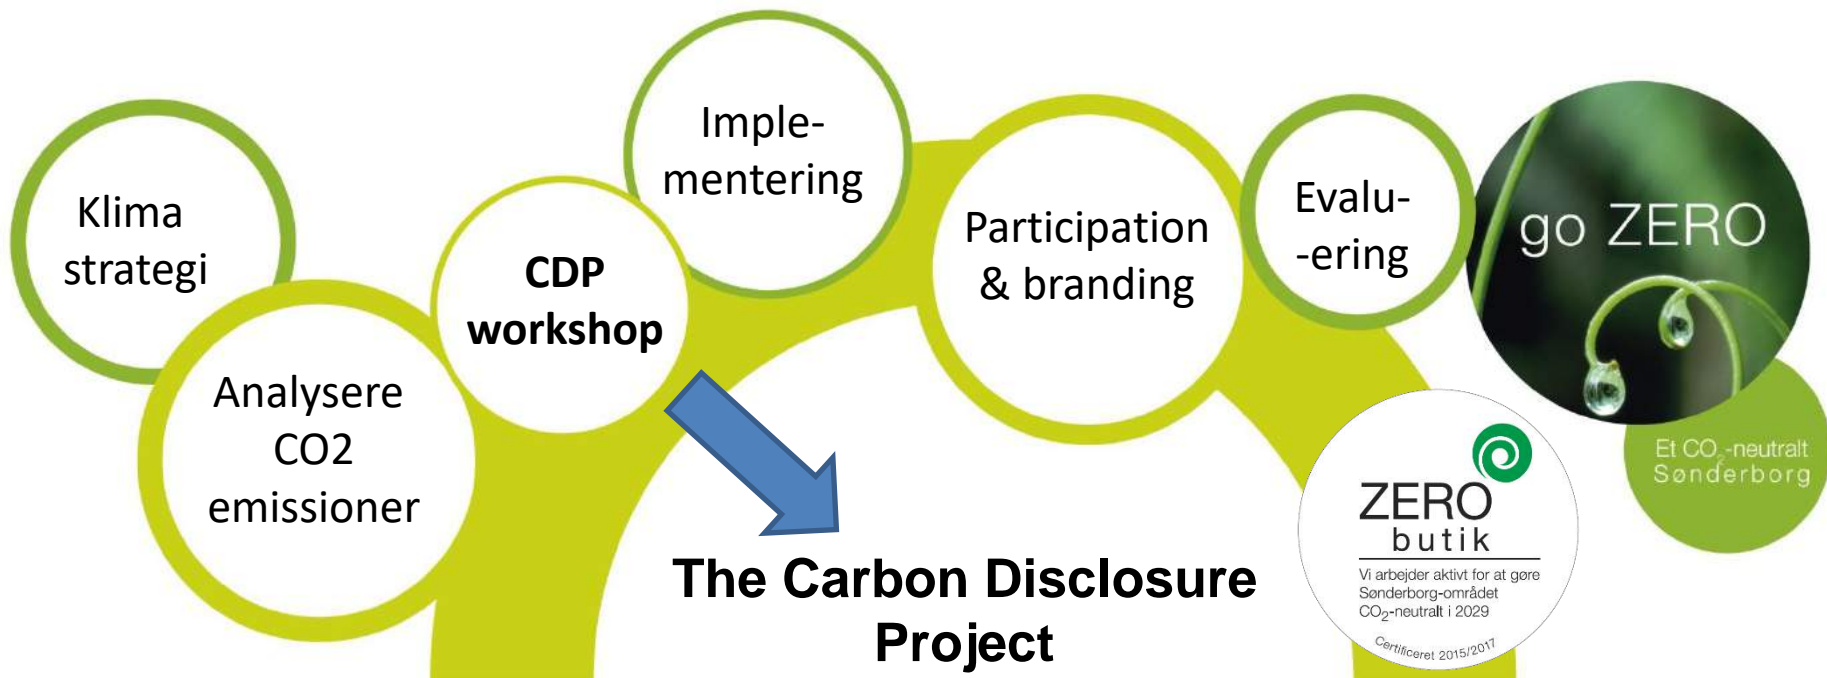 Klima
strategi
Analysere
CO2
emissioner
CDP
workshop
Imple-
mentering
Participation
& branding
Evalu-
-ering
go ZERO
Et CO₂-neutralt
Sønderborg
ZERO
butik
Vi arbejder aktivt for at gøre
Sønderborg-området
CO₂-neutralt i 2029
Certificeret 2015/2017
The Carbon Disclosure
Project